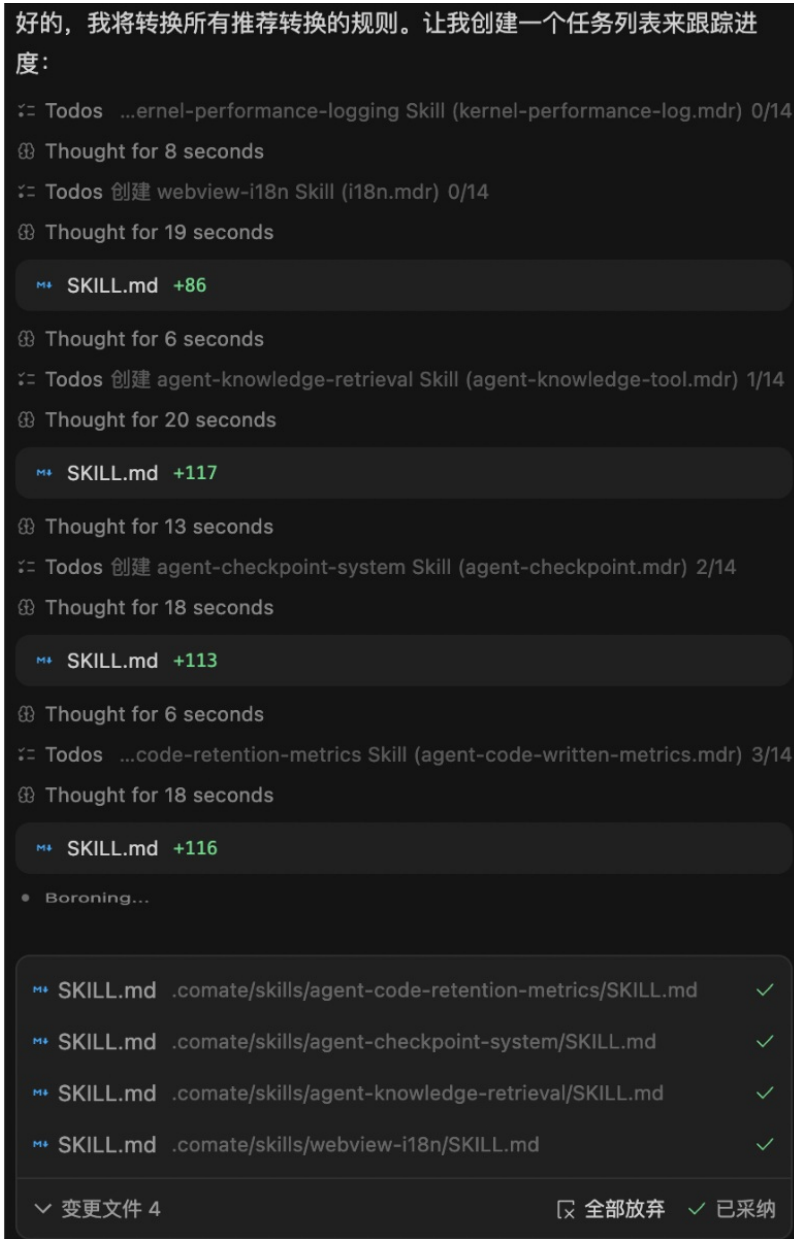 好的，我将转换所有推荐转换的规则。让我创建一个任务列表来跟踪进
度：
Todos ...ernel-performance-logging Skill (kernel-performance-log.mdr) 0/14
Thought for 8 seconds
Todos 创建 webview-i18n Skill (i18n.mdr) 0/14
Thought for 19 seconds
SKILL.md +86
Thought for 6 seconds
Todos 创建 agent-knowledge-retrieval Skill (agent-knowledge-tool.mdr) 1/14
Thought for 20 seconds
SKILL.md +117
Thought for 13 seconds
Todos 创建 agent-checkpoint-system Skill (agent-checkpoint.mdr) 2/14
Thought for 18 seconds
SKILL.md +113
Thought for 6 seconds
Todos ...code-retention-metrics Skill (agent-code-written-metrics.mdr) 3/14
Thought for 18 seconds
SKILL.md +116
Boroning...
SKILL.md .comate/skills/agent-code-retention-metrics/SKILL.md
SKILL.md .comate/skills/agent-checkpoint-system/SKILL.md
SKILL.md .comate/skills/agent-knowledge-retrieval/SKILL.md
SKILL.md .comate/skills/webview-i18n/SKILL.md
变更文件 4 全部放弃 已采纳